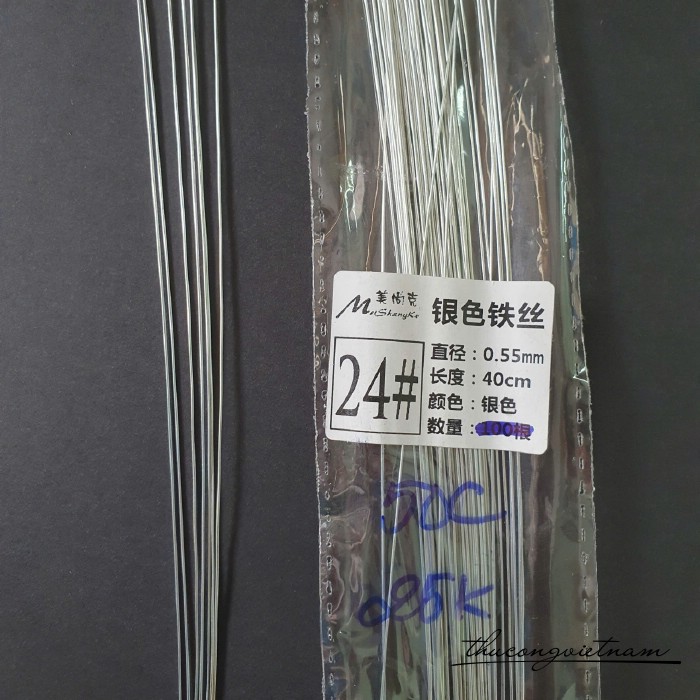 美尚克
MeiShangKe
银色铁丝
24#
直径：0.55mm
长度：40cm
颜色：银色
数量：100根
50C
085K
thucongvietnam